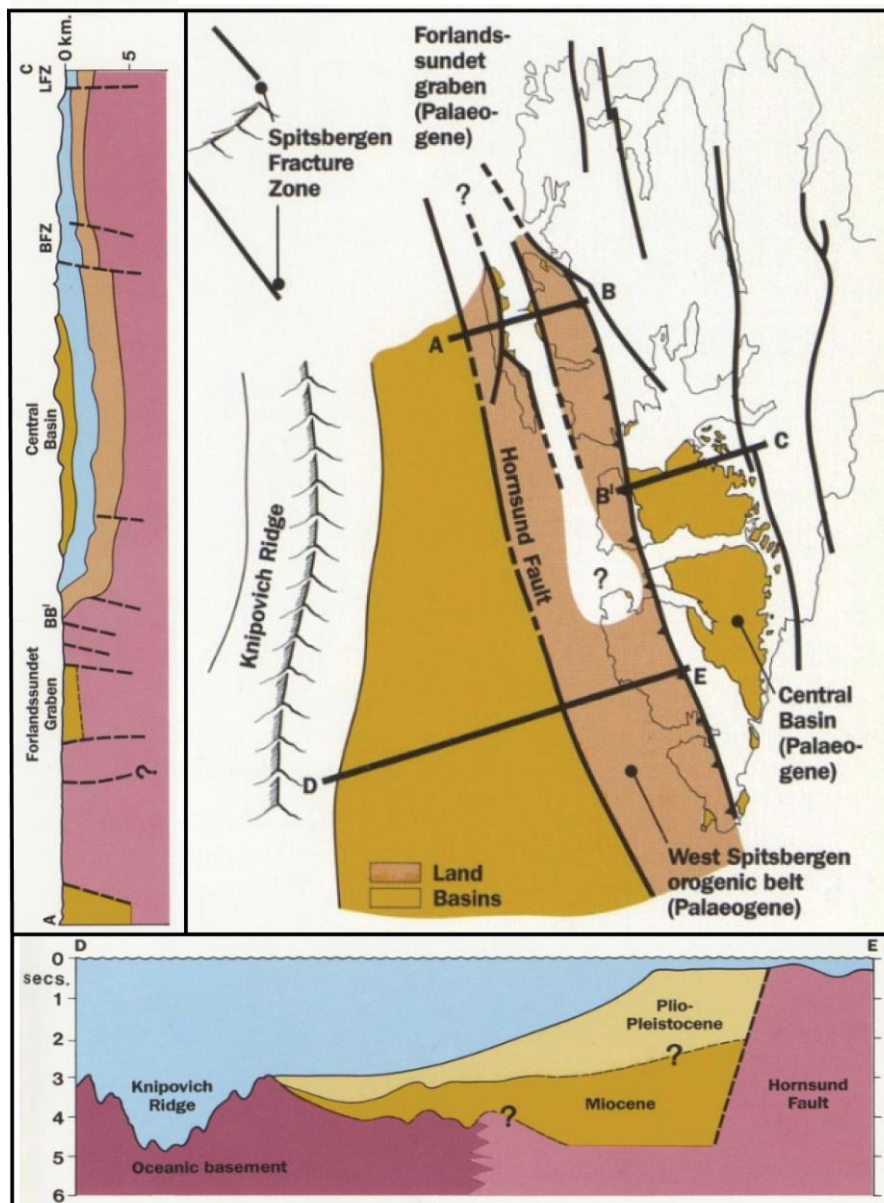 C
0 km.
5
LFZ
BFZ
Central
Basin
BB¹
Forlandssundet
Graben
?
A
Forlands-
sundet
graben
(Palaeo-
gene)
Spitsbergen
Fracture
Zone
?
B
A
C
B¹
Hornsund Fault
Knipovich Ridge
?
E
D
Central
Basin
(Palaeo-
gene)
West Spitsbergen
orogenic belt
(Palaeogene)
Land
Basins
D
E
0
secs.
1
2
3
4
5
6
Plio-
Pleistocene
?
Knipovich
Ridge
Miocene
Hornsund
Fault
?
Oceanic basement